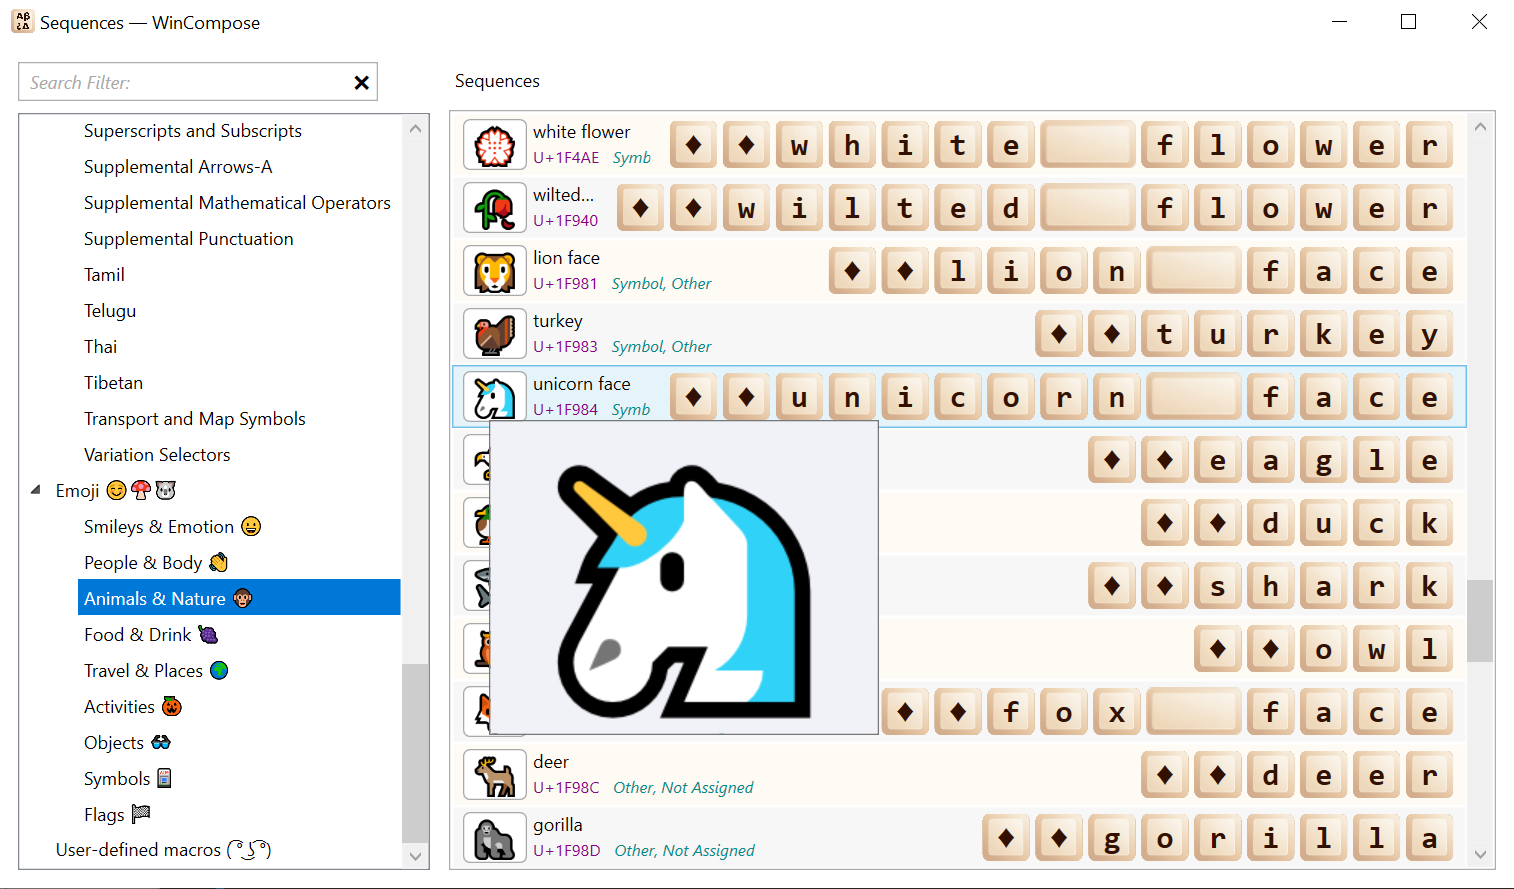 Sequences — WinCompose
Search Filter:
Superscripts and Subscripts
Supplemental Arrows-A
Supplemental Mathematical Operators
Supplemental Punctuation
Tamil
Telugu
Thai
Tibetan
Transport and Map Symbols
Variation Selectors
Emoji 😊🍄🐨
Smileys & Emotion 😀
People & Body 👋
Animals & Nature 🐵
Food & Drink 🍇
Travel & Places 🌍
Activities 🎃
Objects 👓
Symbols 🏧
Flags 🏁
User-defined macros ( ͡° ͜ʖ ͡°)
Sequences
white flower
U+1F4AE Symb
♦ ♦ w h i t e f l o w e r
wilted...
U+1F940
♦ ♦ w i l t e d f l o w e r
lion face
U+1F981 Symbol, Other
♦ ♦ l i o n f a c e
turkey
U+1F983 Symbol, Other
♦ ♦ t u r k e y
unicorn face
U+1F984 Symb
♦ ♦ u n i c o r n f a c e
♦ ♦ e a g l e
♦ ♦ d u c k
♦ ♦ s h a r k
♦ ♦ o w l
♦ ♦ f o x f a c e
deer
U+1F98C Other, Not Assigned
♦ ♦ d e e r
gorilla
U+1F98D Other, Not Assigned
♦ ♦ g o r i l l a